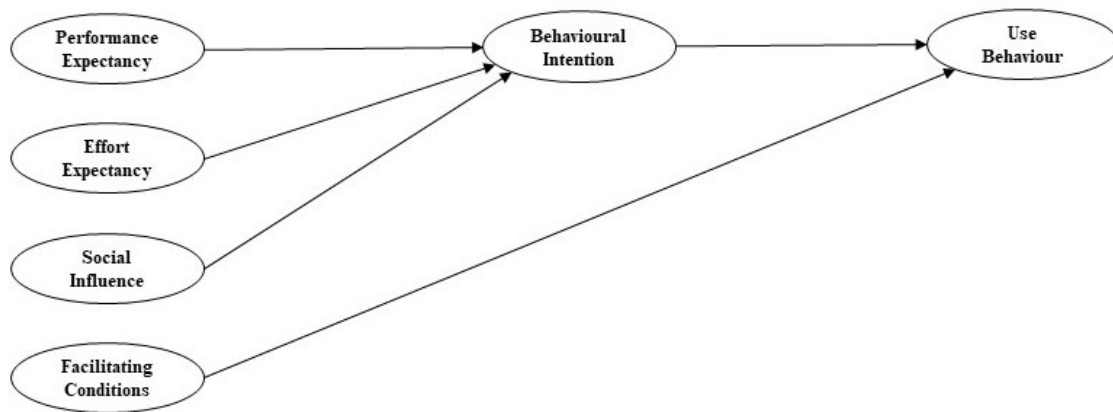 Performance
Expectancy
Behavioural
Intention
Use
Behaviour
Effort
Expectancy
Social
Influence
Facilitating
Conditions